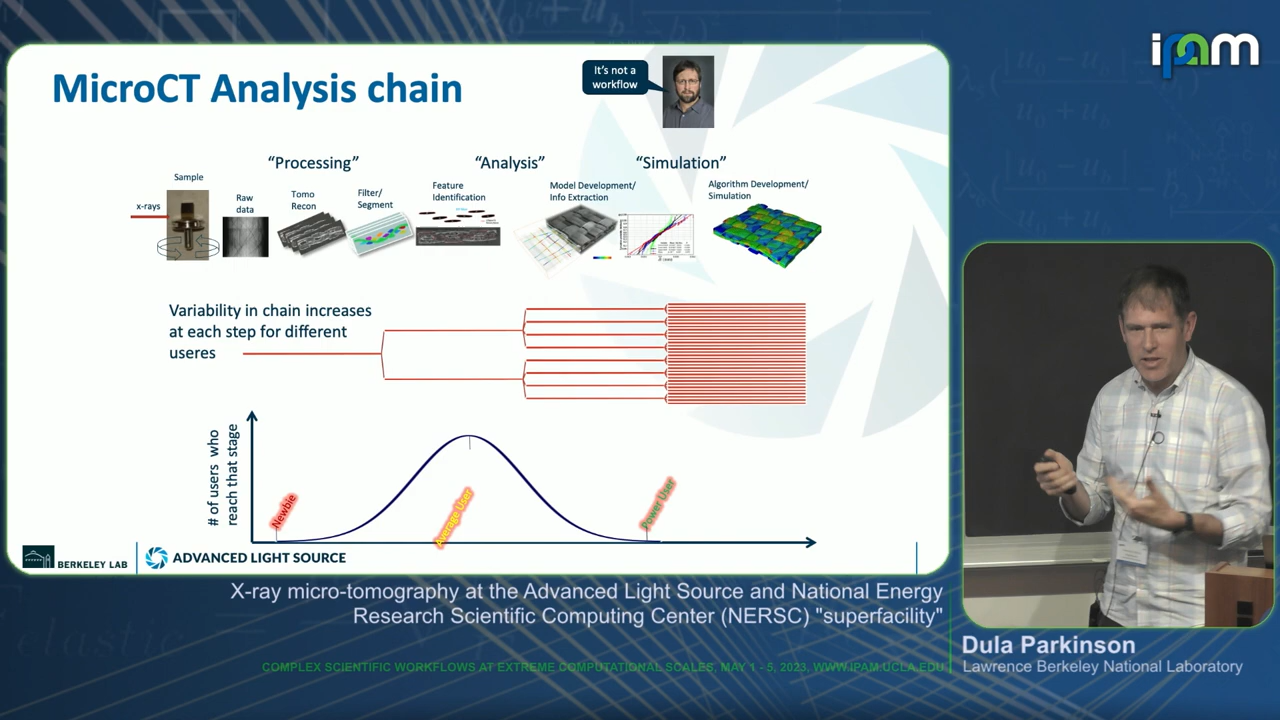 ipam
MicroCT Analysis chain
It's not a
workflow
"Processing"
"Analysis"
"Simulation"
Sample
x-rays
Raw
data
Tomo
Recon
Filter/
Segment
Feature
Identification
Model Development/
Info Extraction
Algorithm Development/
Simulation
Variability in chain increases
at each step for different
useres
# of users who
reach that stage
Newbie
Average User
Power User
BERKELEY LAB
ADVANCED LIGHT SOURCE
X-ray micro-tomography at the Advanced Light Source and National Energy
Research Scientific Computing Center (NERSC) "superfacility"
Dula Parkinson
Lawrence Berkeley National Laboratory
COMPLEX SCIENTIFIC WORKFLOWS AT EXTREME COMPUTATIONAL SCALES, MAY 1 - 5, 2023, WWW.IPAM.UCLA.EDU
elastic